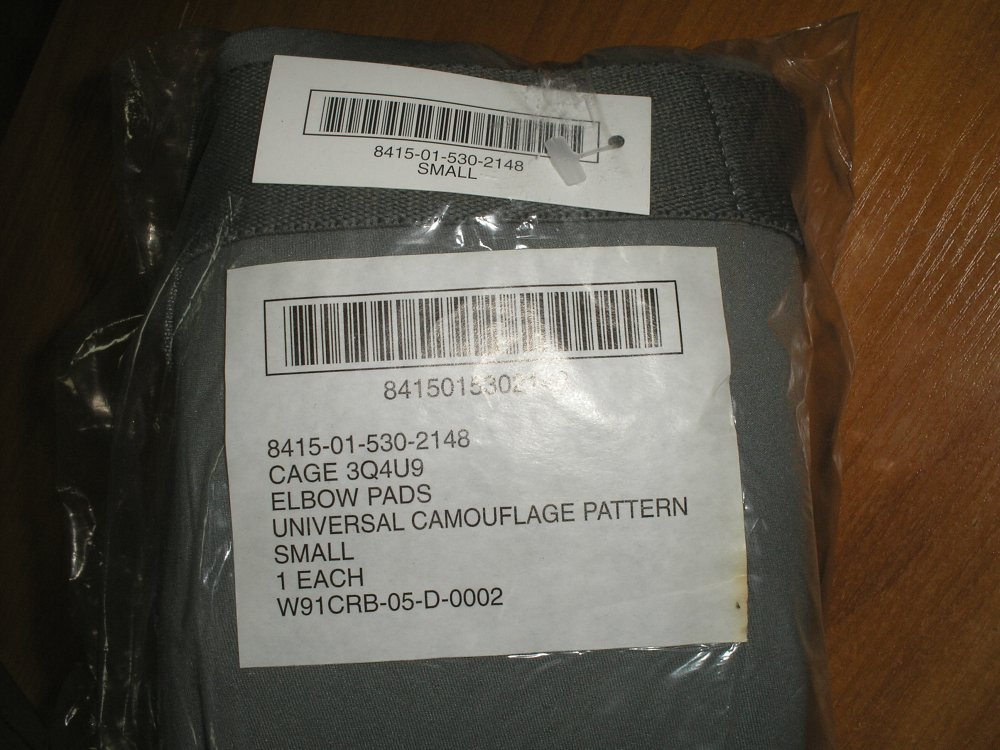 8415-01-530-2148
SMALL
8415015302148
8415-01-530-2148
CAGE 3Q4U9
ELBOW PADS
UNIVERSAL CAMOUFLAGE PATTERN
SMALL
1 EACH
W91CRB-05-D-0002